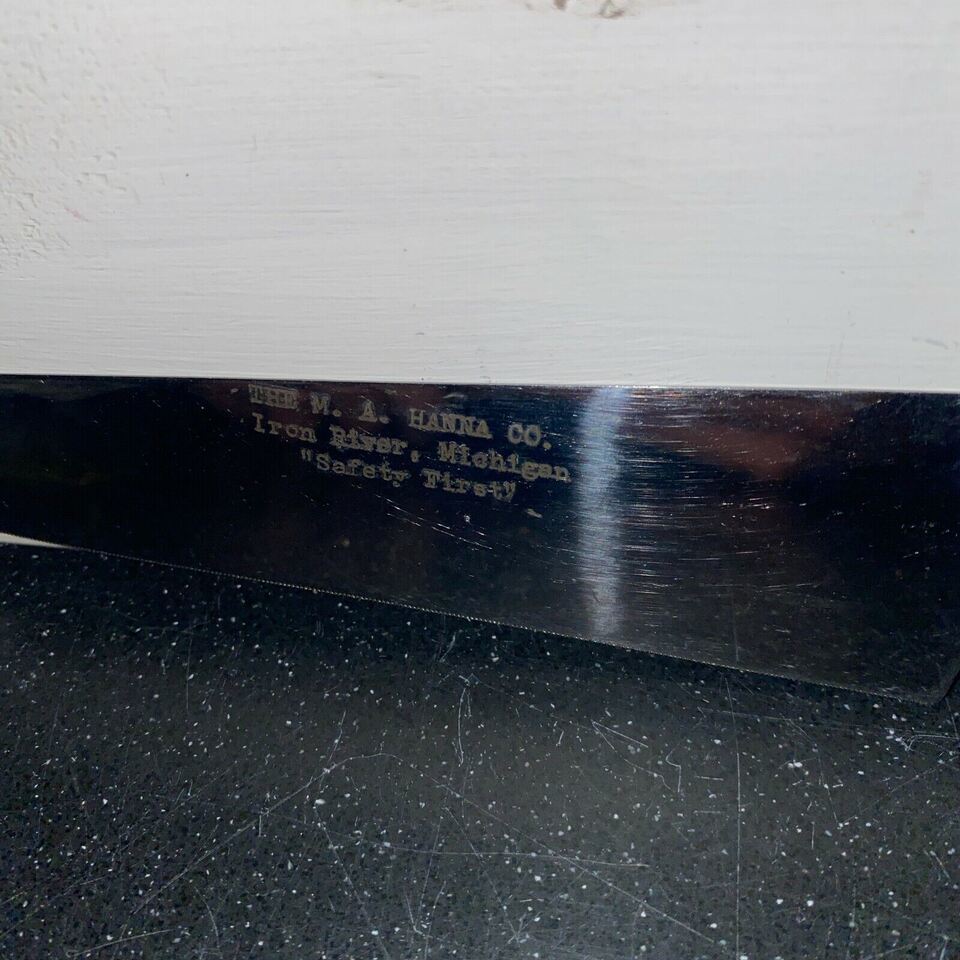 THE M. A. HANNA CO.
Iron River, Michigan
"Safety First"